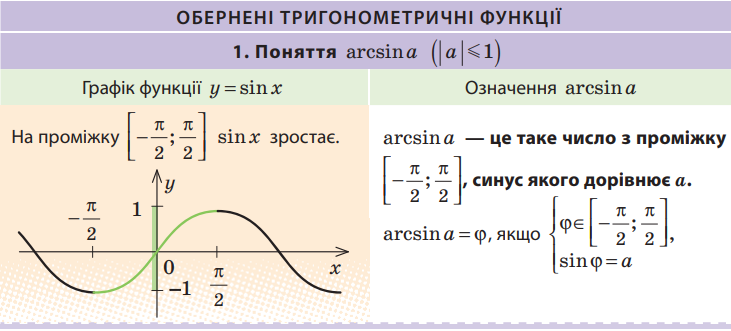 ОБЕРНЕНІ ТРИГОНОМЕТРИЧНІ ФУНКЦІЇ
1. Поняття arcsin a (|a| ⩽ 1)
Графік функції y = sin x
Означення arcsin a
На проміжку [−π/2; π/2] sin x зростає.
y
1
−π/2
0
π/2
x
−1
arcsin a — це таке число з проміжку
[−π/2; π/2], синус якого дорівнює a.
arcsin a = φ, якщо { φ∈[−π/2; π/2],
sin φ = a